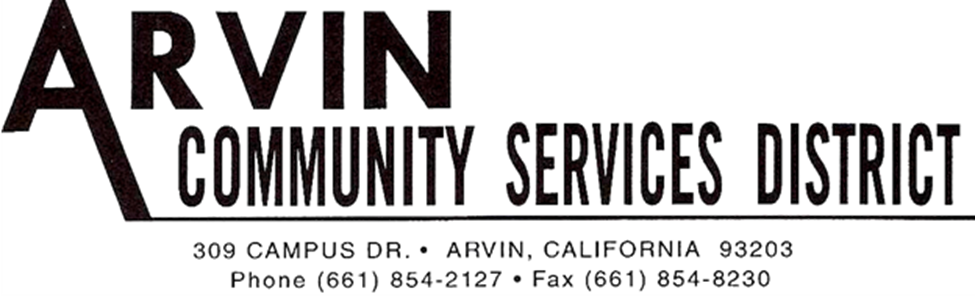 ARVIN
COMMUNITY SERVICES DISTRICT
309 CAMPUS DR. • ARVIN, CALIFORNIA 93203
Phone (661) 854-2127 • Fax (661) 854-8230